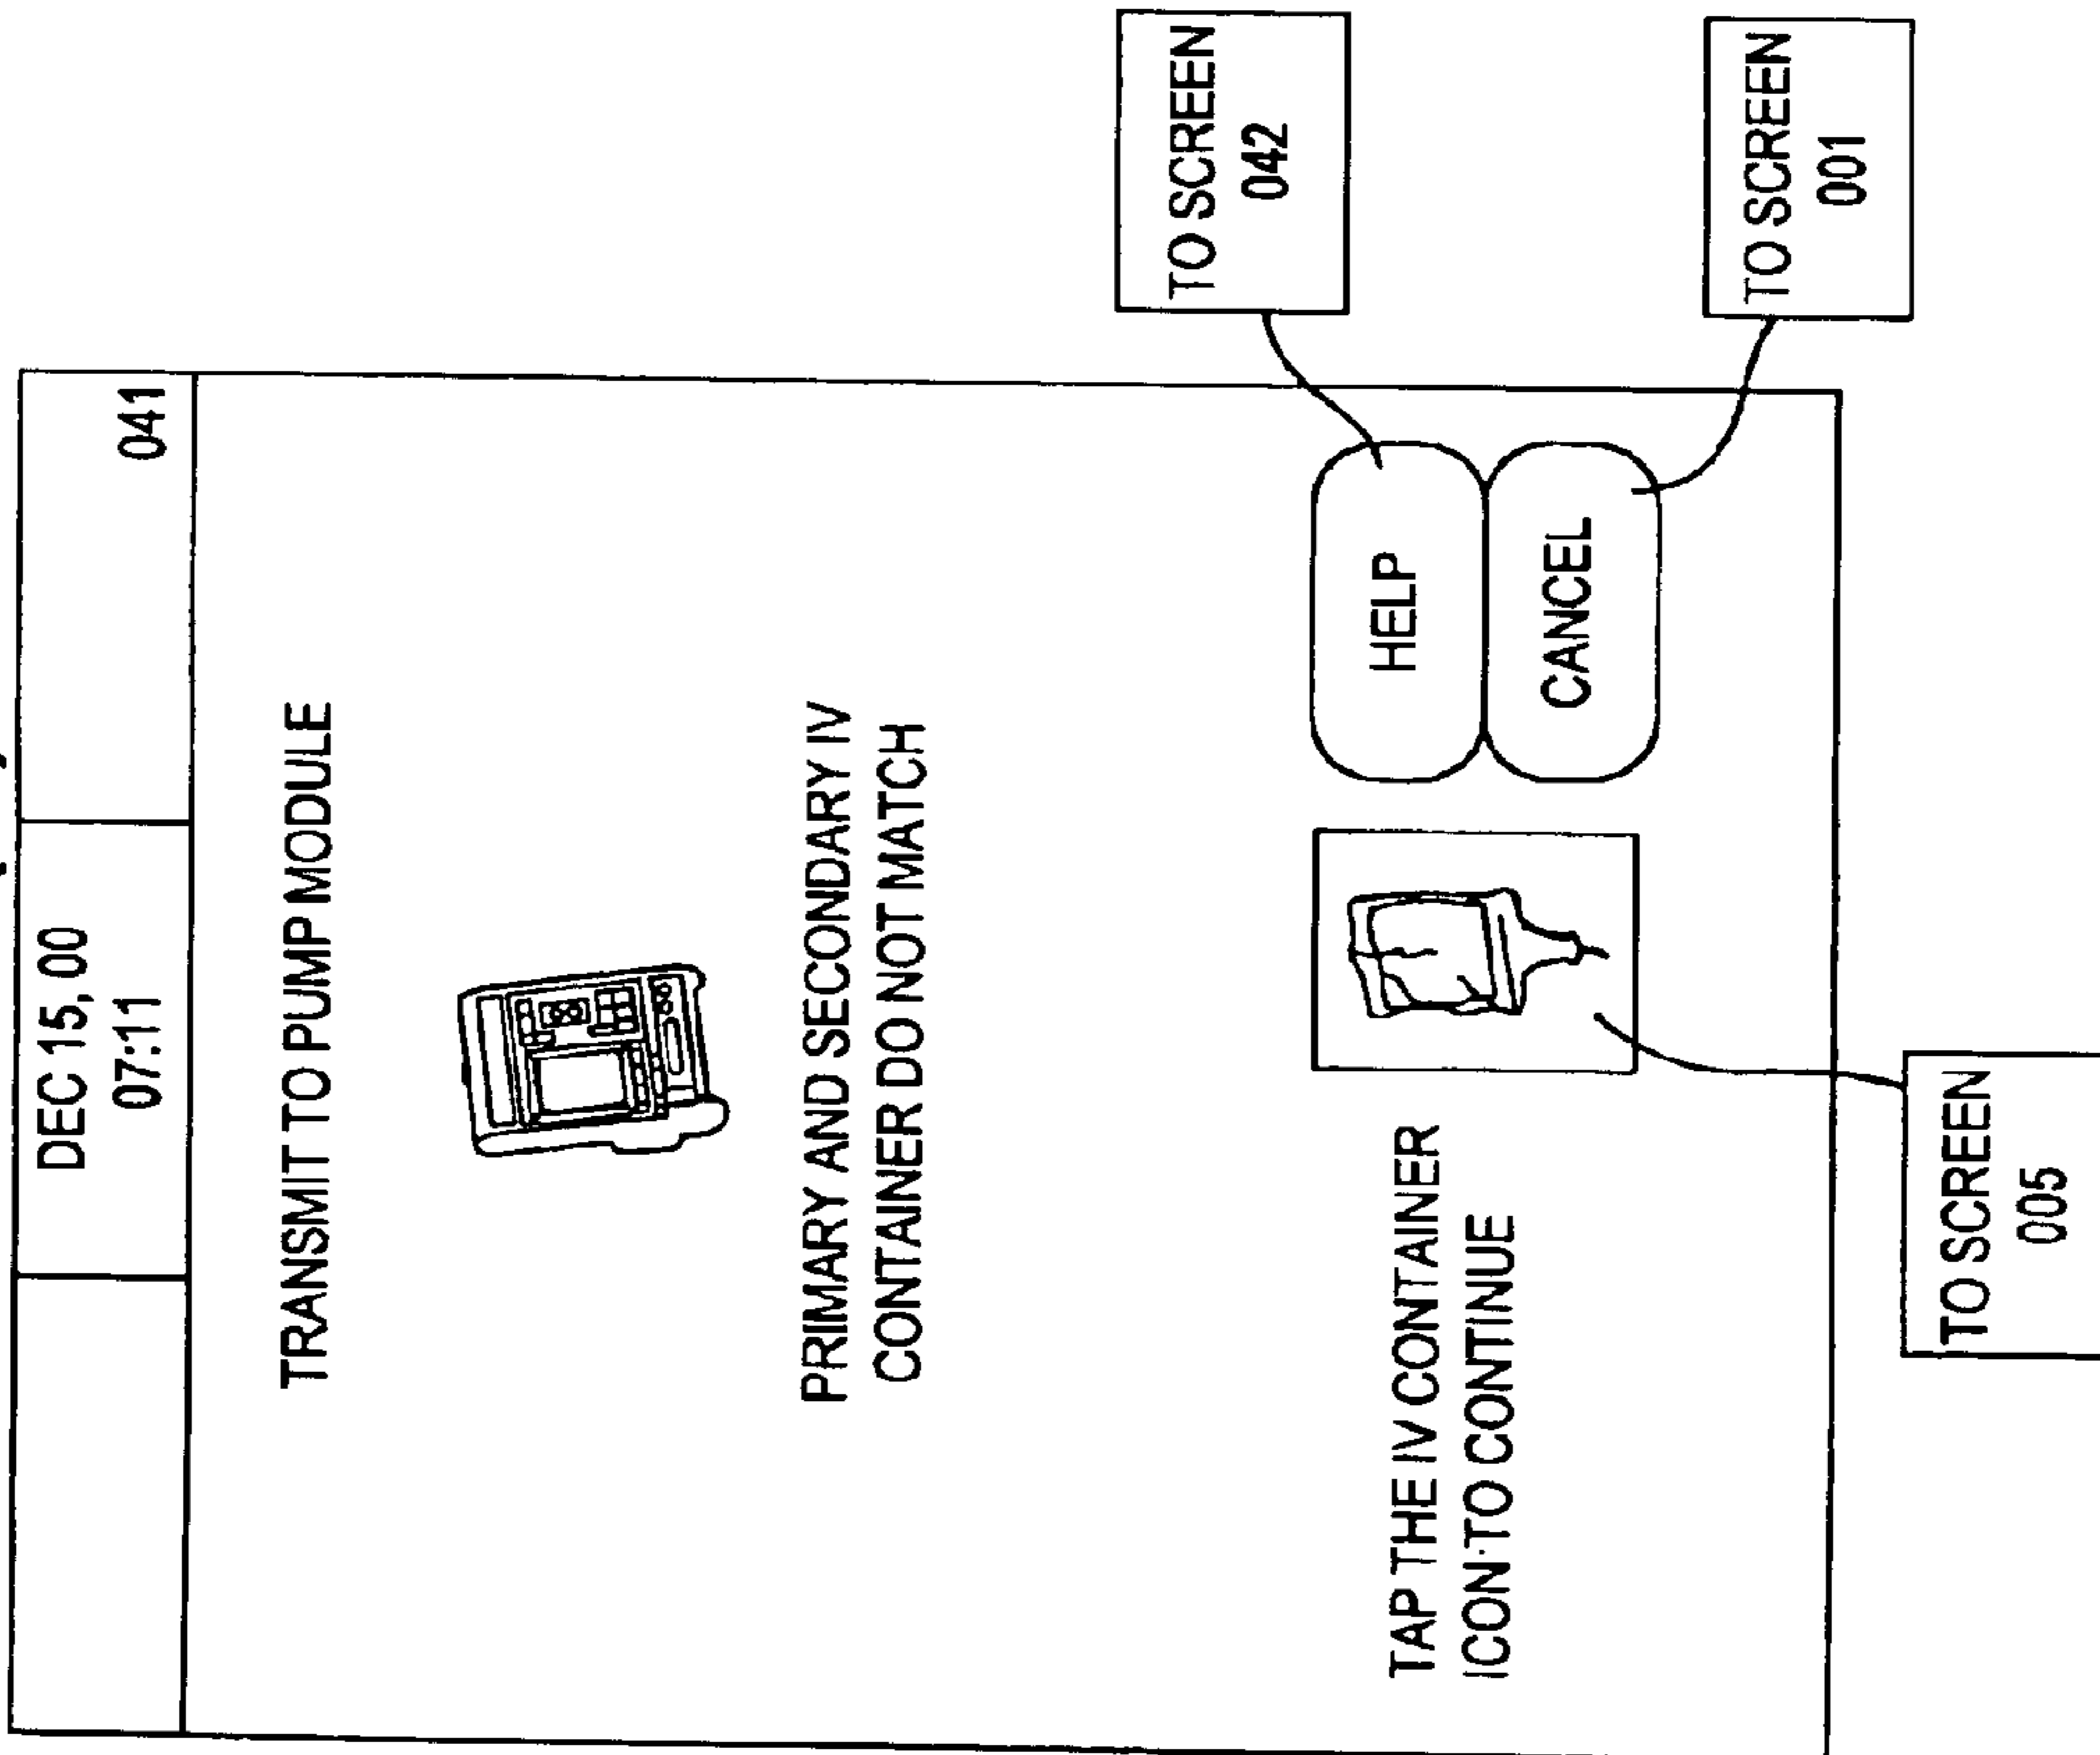 DEC 15, 00
07:11
041
TRANSMIT TO PUMP MODULE
PRIMARY AND SECONDARY IV
CONTAINER DO NOT MATCH
TAP THE IV CONTAINER
ICON TO CONTINUE
HELP
CANCEL
TO SCREEN
042
TO SCREEN
001
TO SCREEN
005